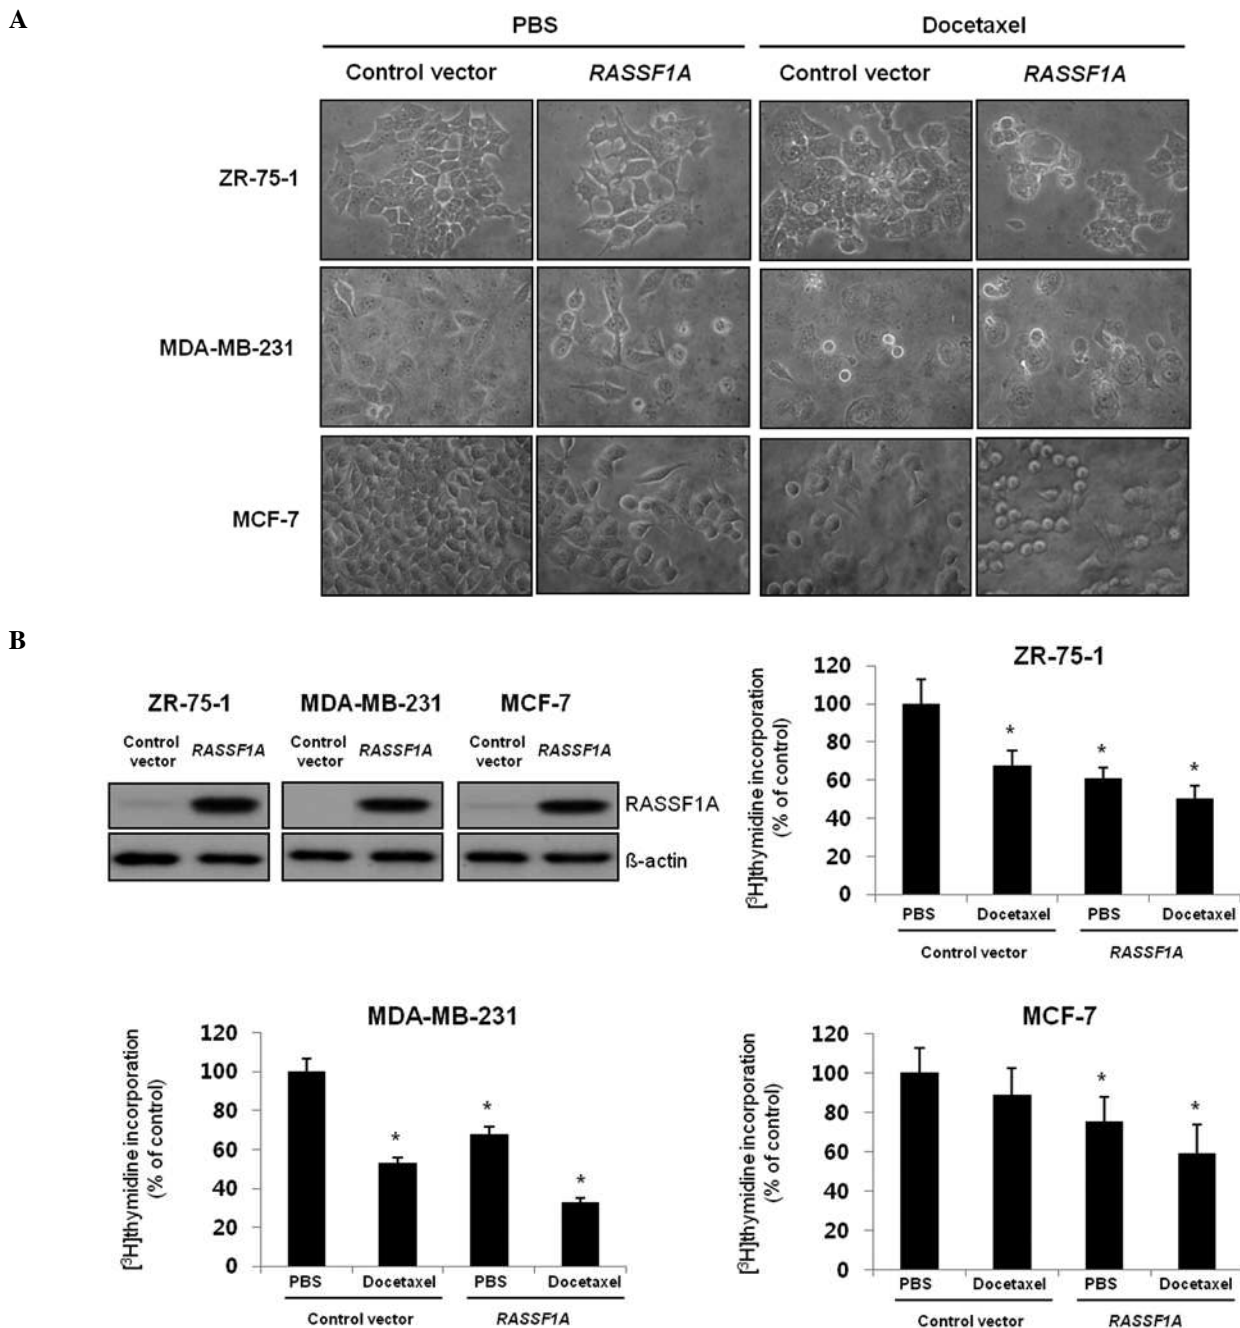 A
PBS
Docetaxel
Control vector
RASSF1A
Control vector
RASSF1A
ZR-75-1
MDA-MB-231
MCF-7
B
ZR-75-1
MDA-MB-231
MCF-7
Control
vector
RASSF1A
Control
vector
RASSF1A
Control
vector
RASSF1A
RASSF1A
ß-actin
ZR-75-1
[³H]thymidine incorporation
(% of control)
120
100
80
60
40
20
0
*
*
*
PBS
Docetaxel
PBS
Docetaxel
Control vector
RASSF1A
MDA-MB-231
[³H]thymidine incorporation
(% of control)
120
100
80
60
40
20
0
*
*
*
PBS
Docetaxel
PBS
Docetaxel
Control vector
RASSF1A
MCF-7
[³H]thymidine incorporation
(% of control)
120
100
80
60
40
20
0
*
*
PBS
Docetaxel
PBS
Docetaxel
Control vector
RASSF1A